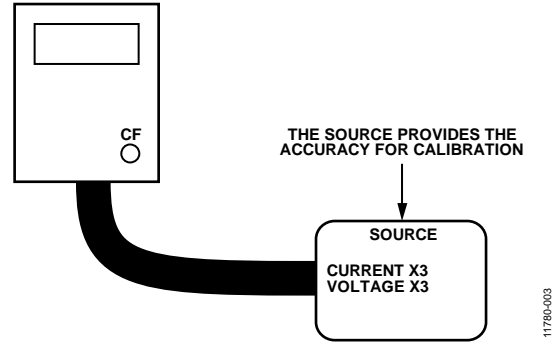 CF
THE SOURCE PROVIDES THE
ACCURACY FOR CALIBRATION
SOURCE
CURRENT X3
VOLTAGE X3
11780-003